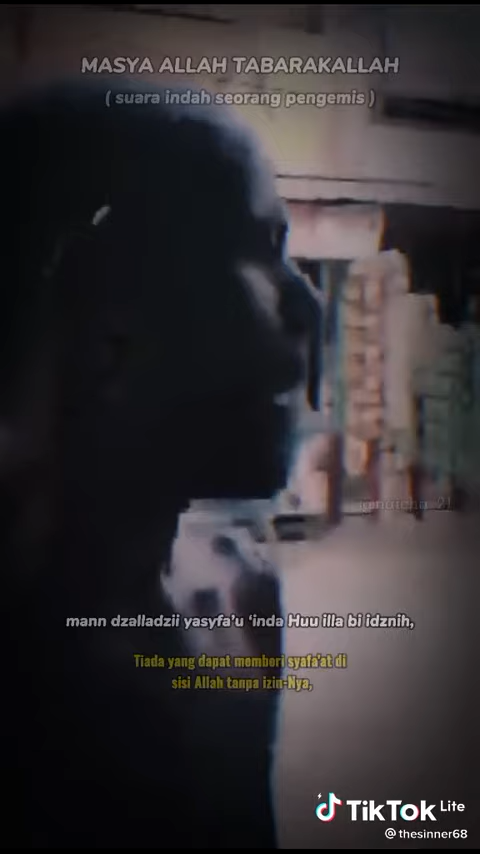 MASYA ALLAH TABARAKALLAH
( suara indah seorang pengemis )
mann dzalladzii yasyfa'u 'inda Huu illa bi idznih,
Tiada yang dapat memberi syafa'at di
sisi Allah tanpa izin-Nya,
TikTok Lite
@thesinner68